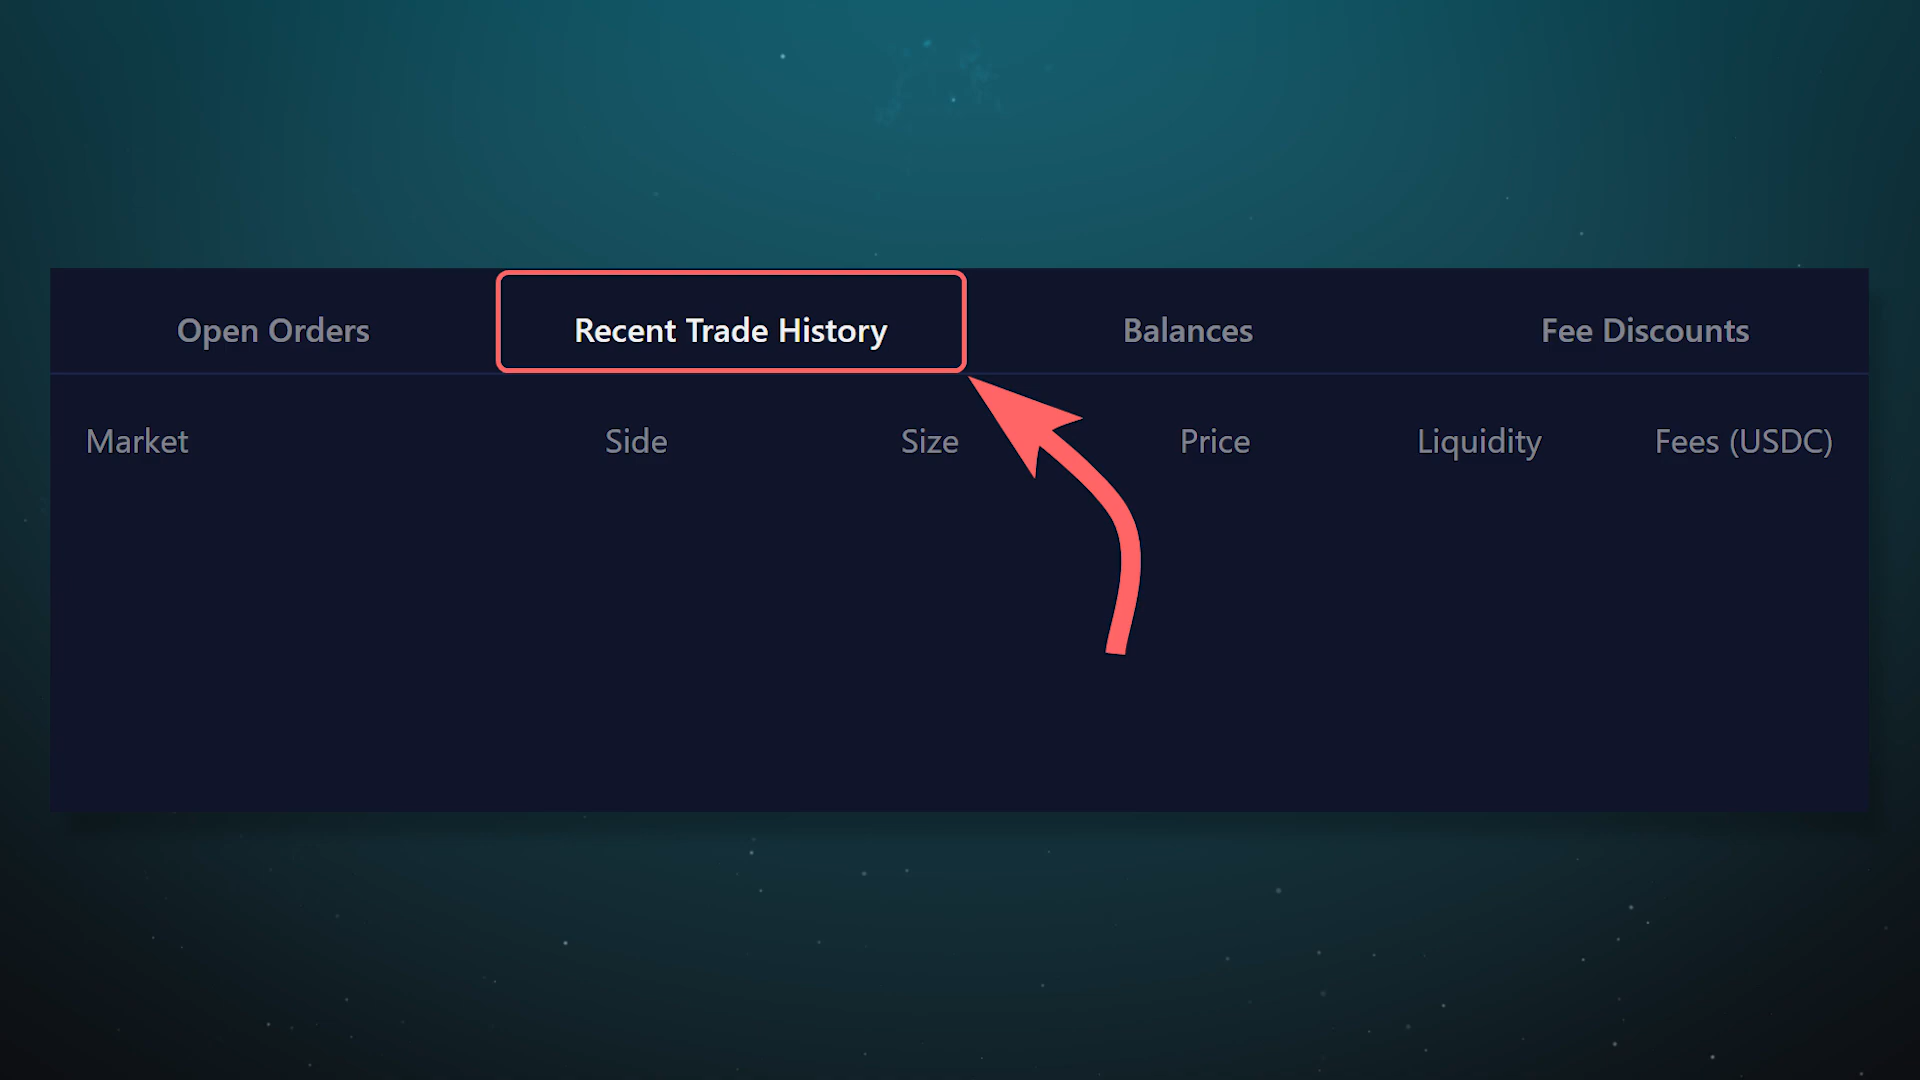 Open Orders Recent Trade History Balances Fee Discounts
Market Side Size Price Liquidity Fees (USDC)